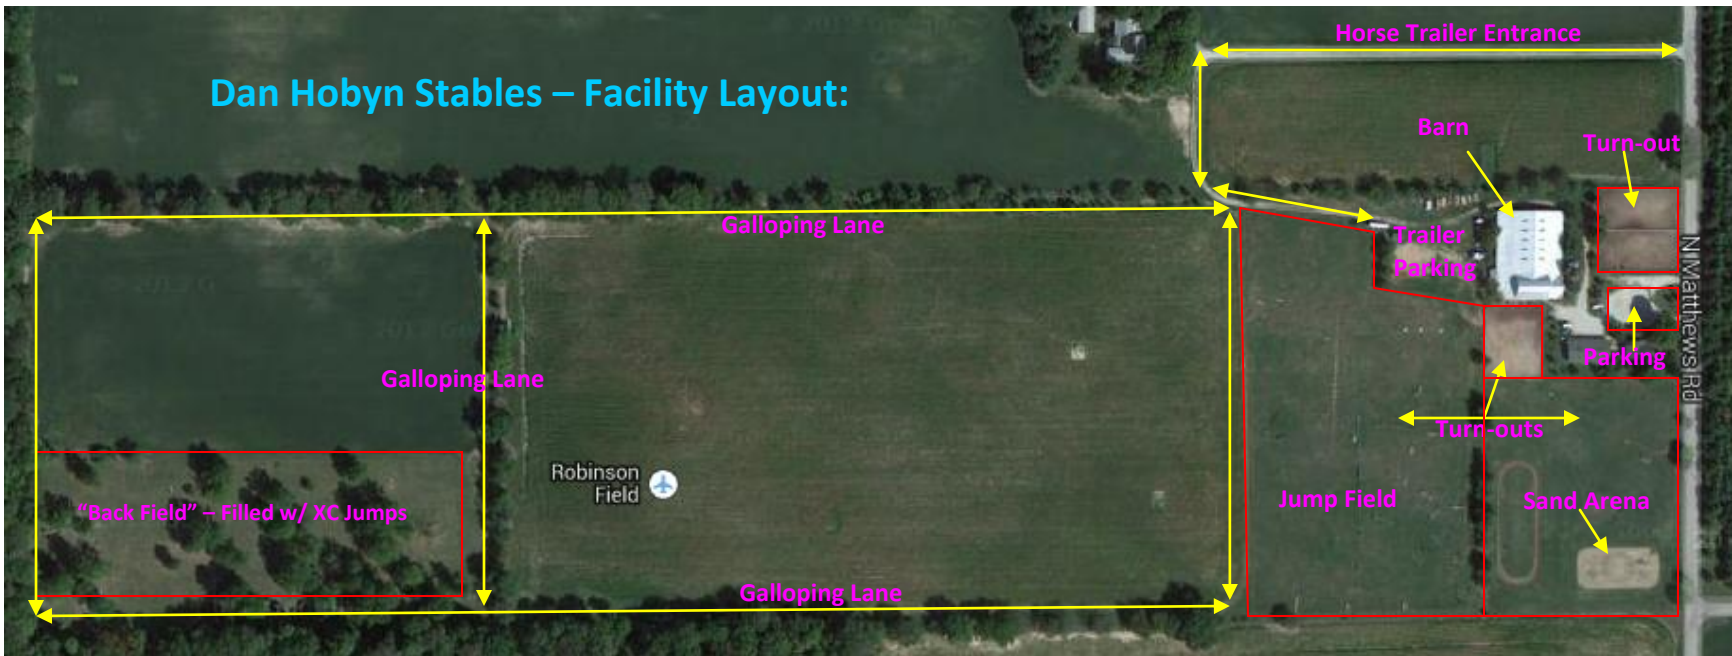 Horse Trailer Entrance
Dan Hobyn Stables – Facility Layout:
Barn
Turn-out
Galloping Lane
Trailer
Parking
N Matthews Rd
Parking
Galloping Lane
Turn-outs
Robinson
Field
Jump Field
Sand Arena
“Back Field” – Filled w/ XC Jumps
Galloping Lane